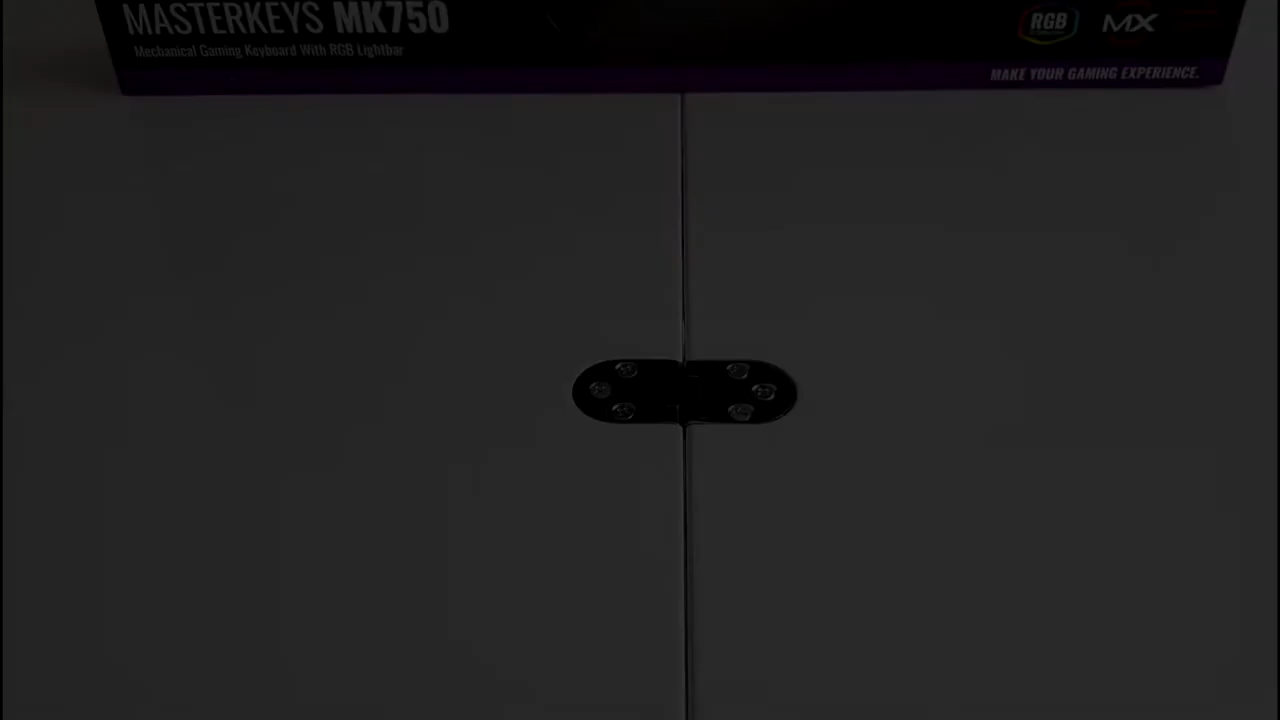 MASTERKEYS MK750
Mechanical Gaming Keyboard With RGB Lightbar
RGB
MX
MAKE YOUR GAMING EXPERIENCE.